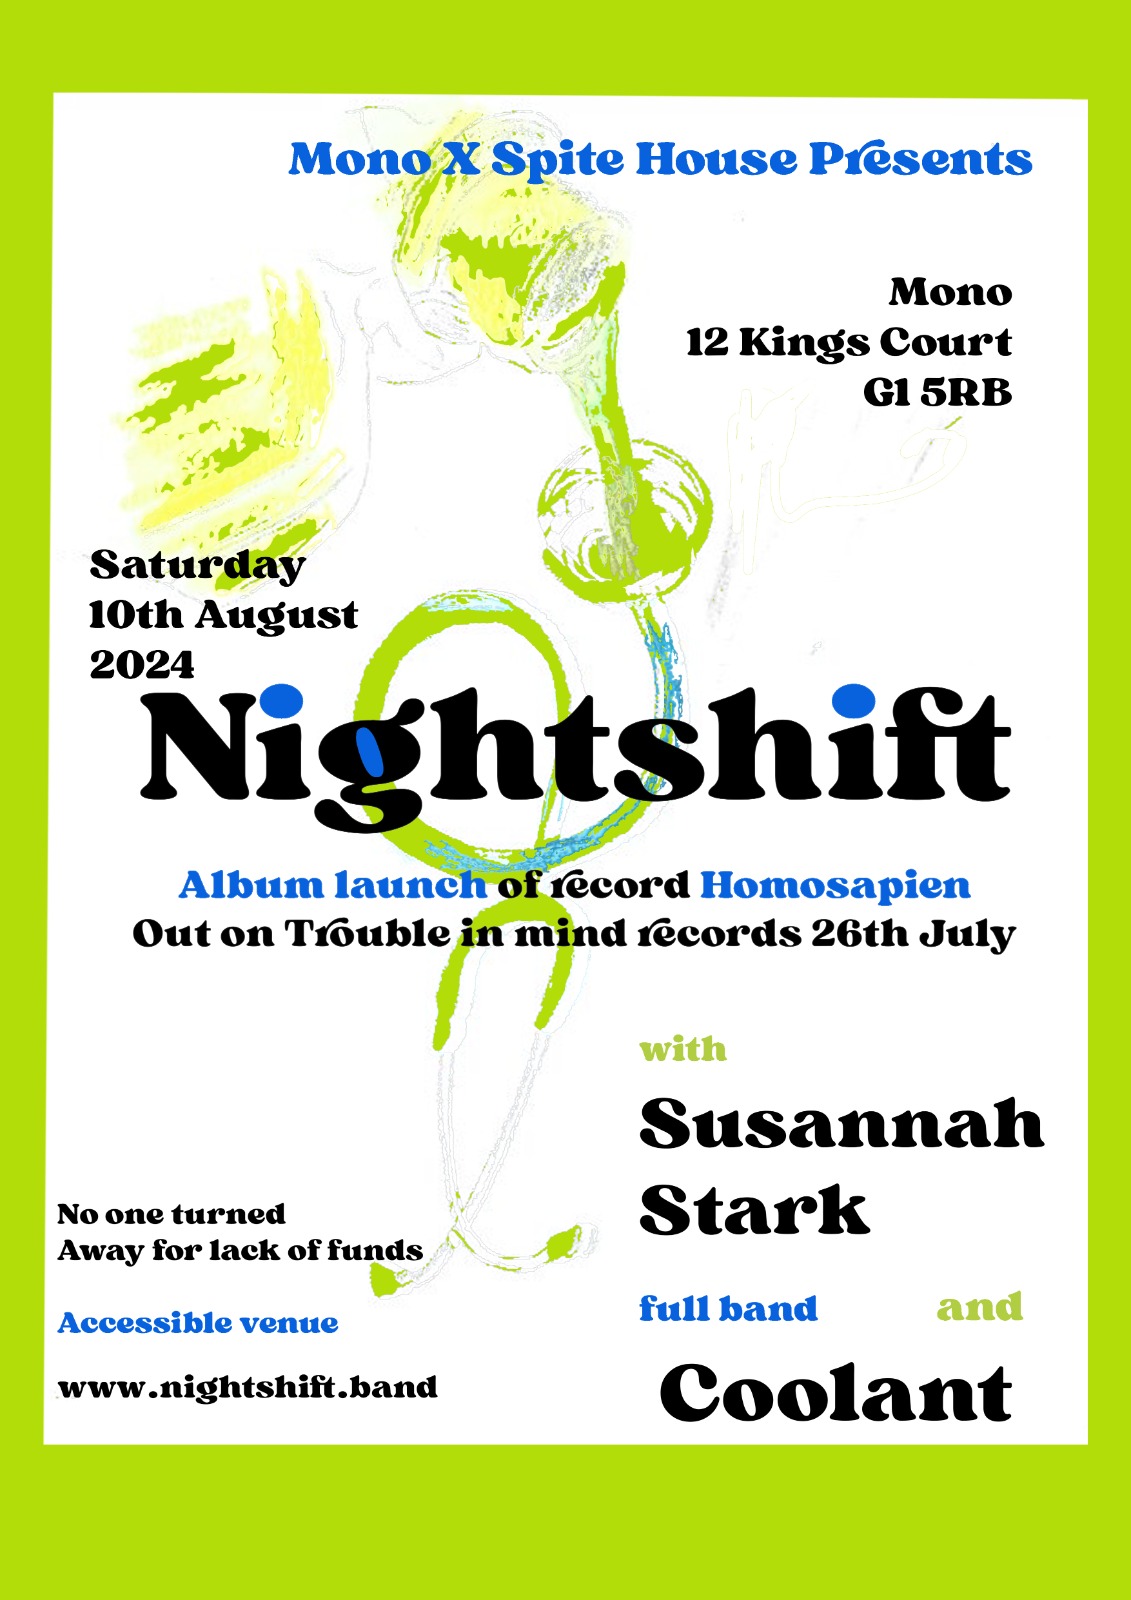 Mono X Spite House Presents
Mono
12 Kings Court
G1 5RB
Saturday
10th August
2024
Nightshift
Album launch of record Homosapien
Out on Trouble in mind records 26th July
with
Susannah
Stark
full band and
Coolant
No one turned
Away for lack of funds
Accessible venue
www.nightshift.band